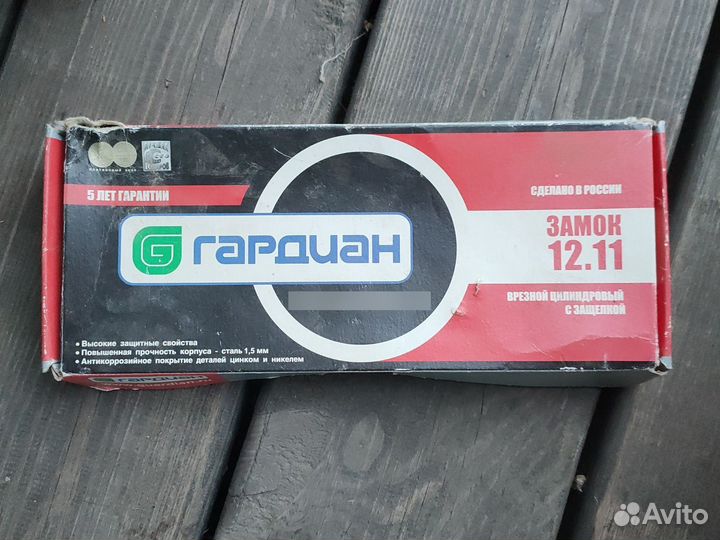 5 ЛЕТ ГАРАНТИИ
СДЕЛАНО В РОССИИ
ГАРДИАН
ЗАМОК
12.11
ВРЕЗНОЙ ЦИЛИНДРОВЫЙ
С ЗАЩЕЛКОЙ
• Высокие защитные свойства
• Повышенная прочность корпуса - сталь 1,5 мм
• Антикоррозийное покрытие деталей цинком и никелем
ГАРДИАН
Avito